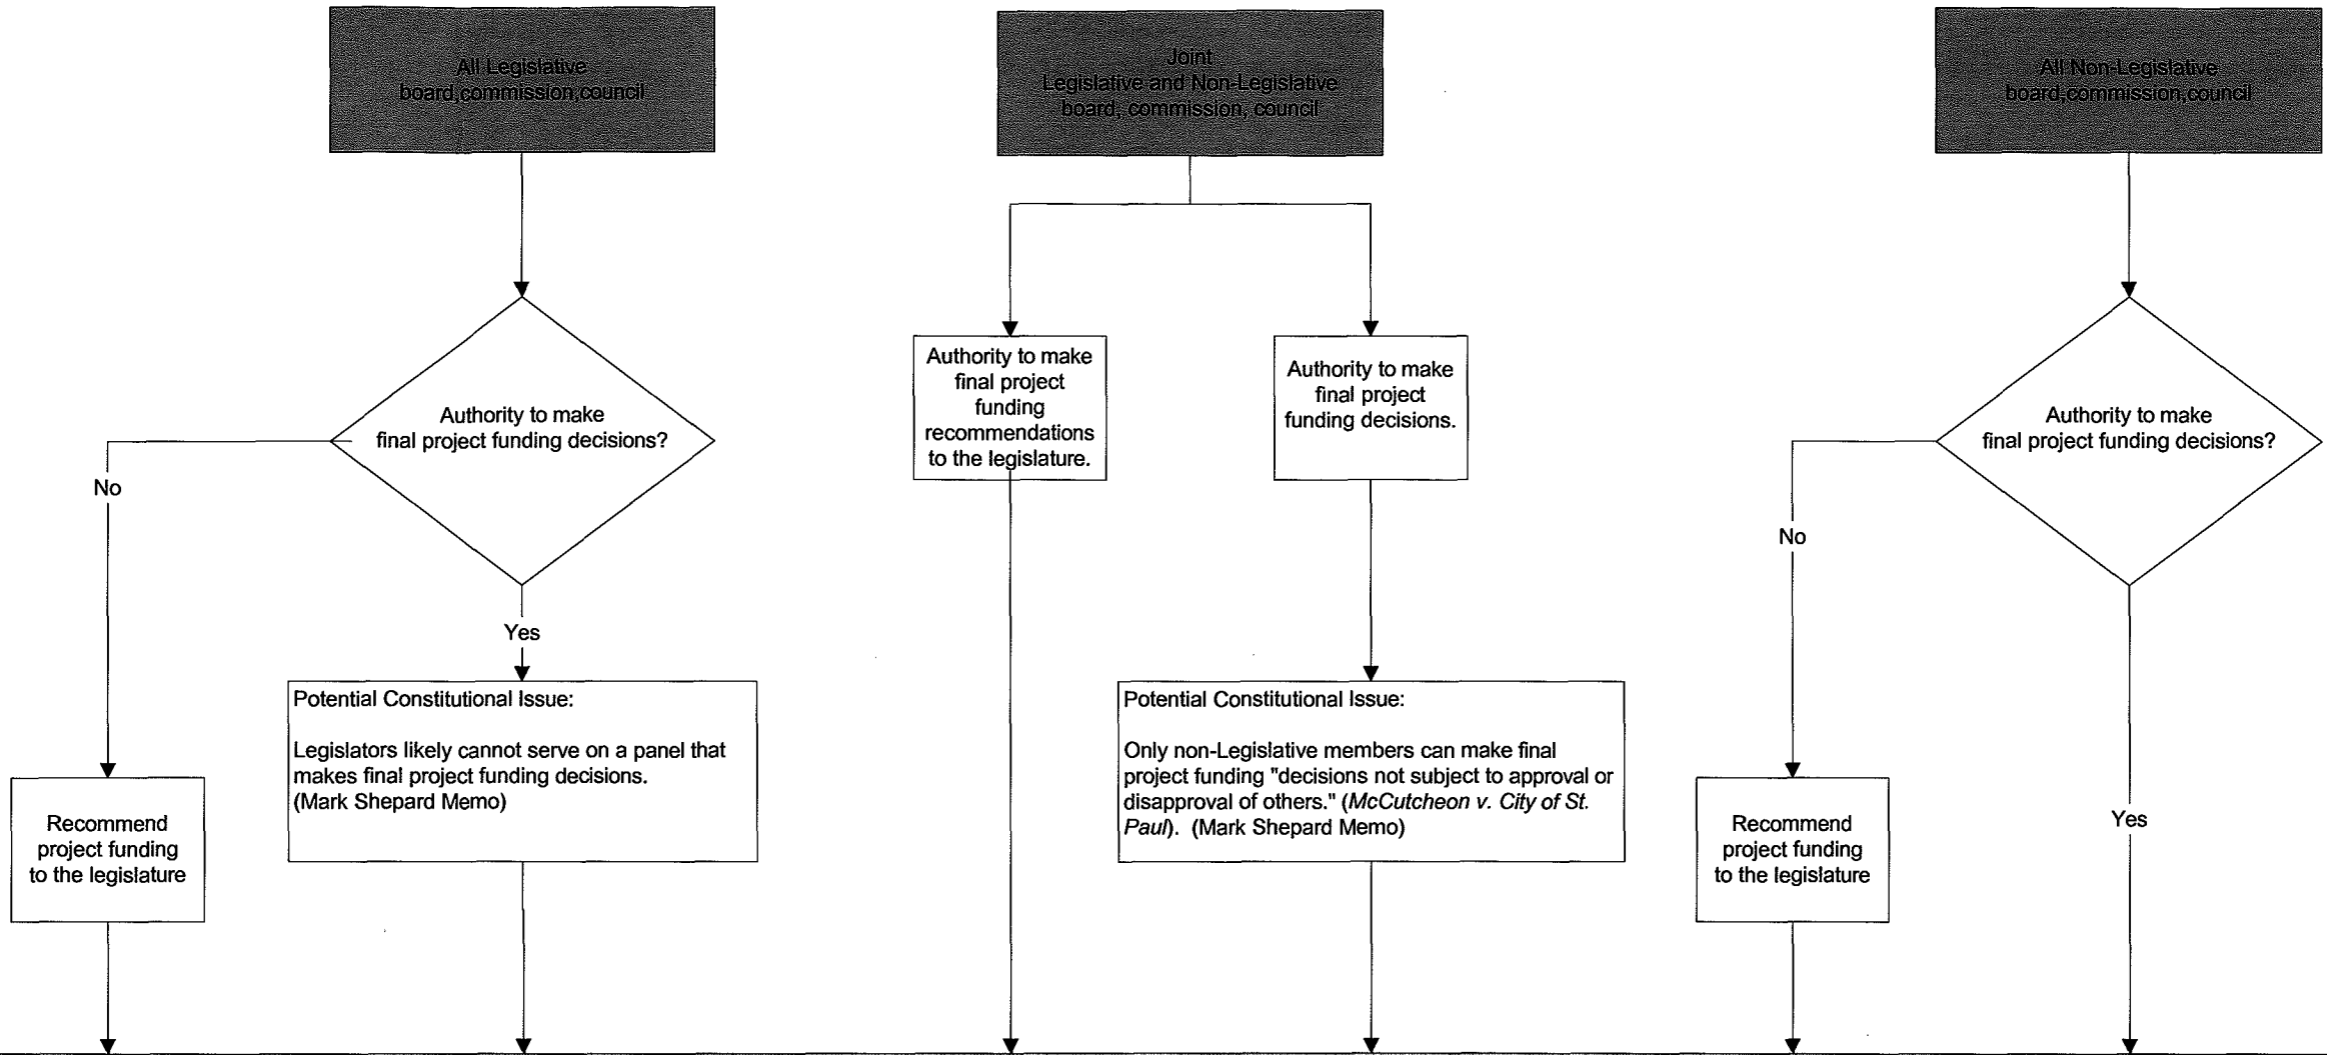 All Legislative
board,commission,council
Joint
Legislative and Non-Legislative
board, commission, council
All Non-Legislative
board,commission,council
Authority to make
final project funding decisions?
No
Yes
Recommend
project funding
to the legislature
Potential Constitutional Issue:
Legislators likely cannot serve on a panel that
makes final project funding decisions.
(Mark Shepard Memo)
Authority to make
final project
funding
recommendations
to the legislature.
Authority to make
final project
funding decisions.
Potential Constitutional Issue:
Only non-Legislative members can make final
project funding "decisions not subject to approval or
disapproval of others." (McCutcheon v. City of St.
Paul). (Mark Shepard Memo)
Authority to make
final project funding decisions?
No
Recommend
project funding
to the legislature
Yes